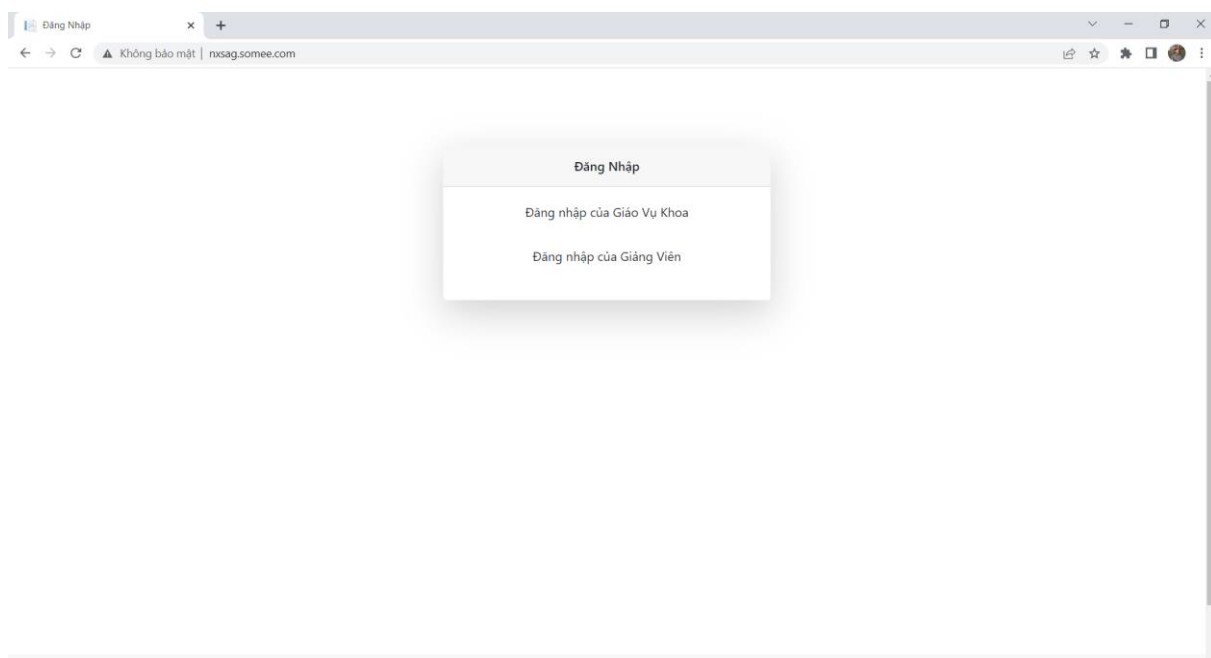 Đăng Nhập
Không bảo mật | nxsag.somee.com
Đăng Nhập
Đăng nhập của Giáo Vụ Khoa
Đăng nhập của Giảng Viên